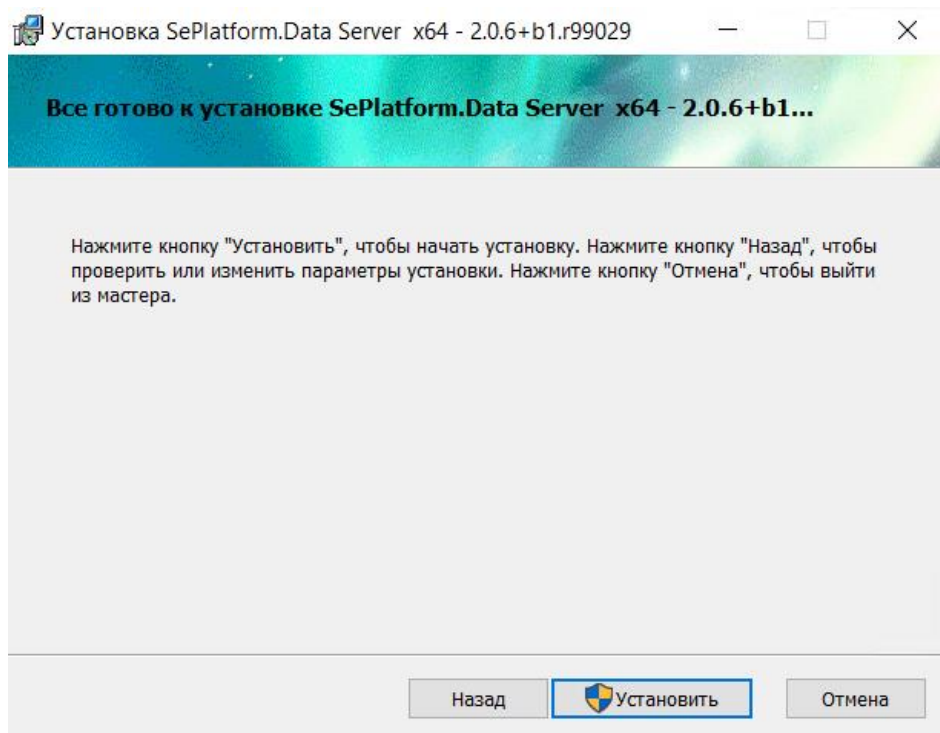 Установка SePlatform.Data Server x64 - 2.0.6+b1.r99029
Все готово к установке SePlatform.Data Server x64 - 2.0.6+b1...
Нажмите кнопку "Установить", чтобы начать установку. Нажмите кнопку "Назад", чтобы
проверить или изменить параметры установки. Нажмите кнопку "Отмена", чтобы выйти
из мастера.
Назад
Установить
Отмена